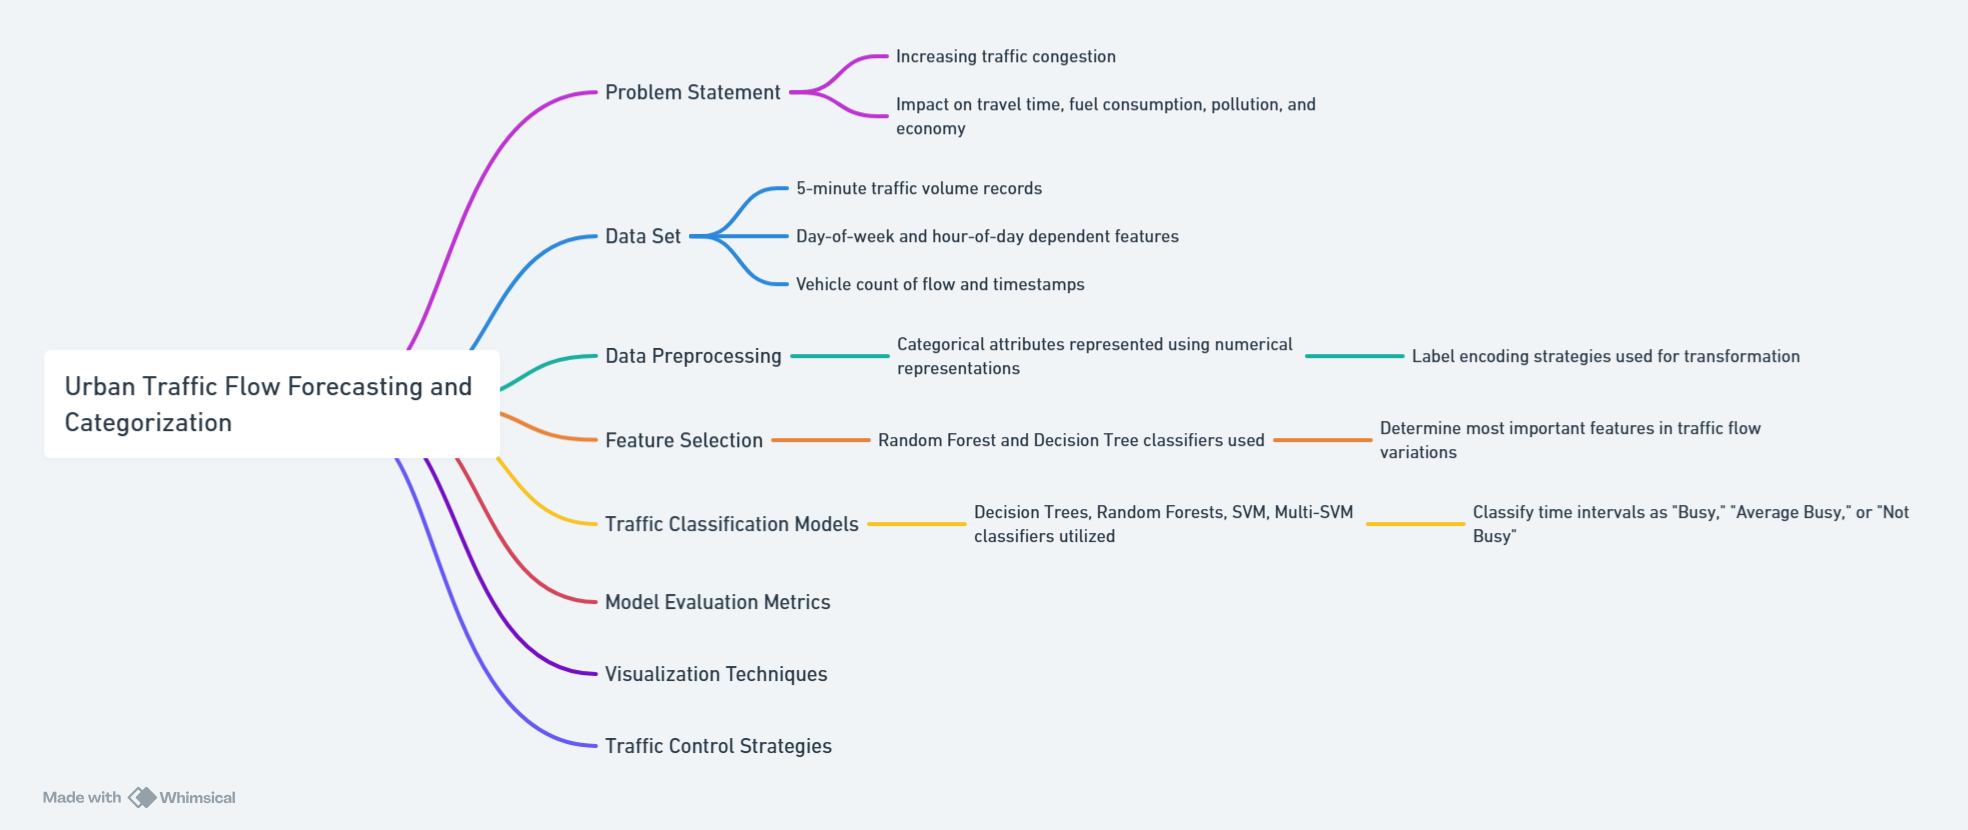 Increasing traffic congestion
Problem Statement
Impact on travel time, fuel consumption, pollution, and
economy
5-minute traffic volume records
Data Set
Day-of-week and hour-of-day dependent features
Vehicle count of flow and timestamps
Data Preprocessing
Categorical attributes represented using numerical
representations
Label encoding strategies used for transformation
Urban Traffic Flow Forecasting and
Categorization
Feature Selection
Random Forest and Decision Tree classifiers used
Determine most important features in traffic flow
variations
Traffic Classification Models
Decision Trees, Random Forests, SVM, Multi-SVM
classifiers utilized
Classify time intervals as "Busy," "Average Busy," or "Not
Busy"
Model Evaluation Metrics
Visualization Techniques
Traffic Control Strategies
Made with Whimsical